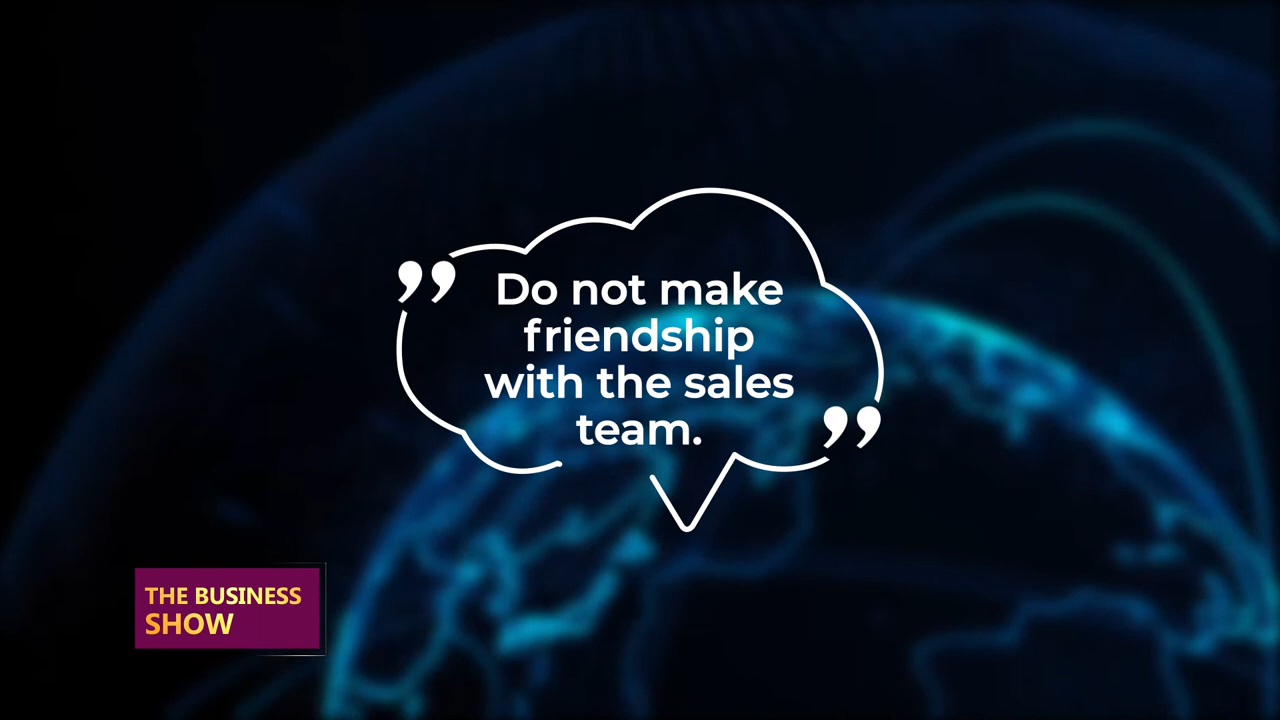 Do not make
friendship
with the sales
team.
THE BUSINESS
SHOW